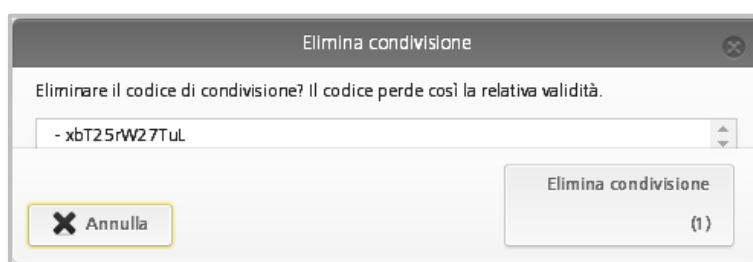 Elimina condivisione
Eliminare il codice di condivisione? Il codice perde così la relativa validità.
- xbT25rW27TuL
Elimina condivisione
Annulla
(1)